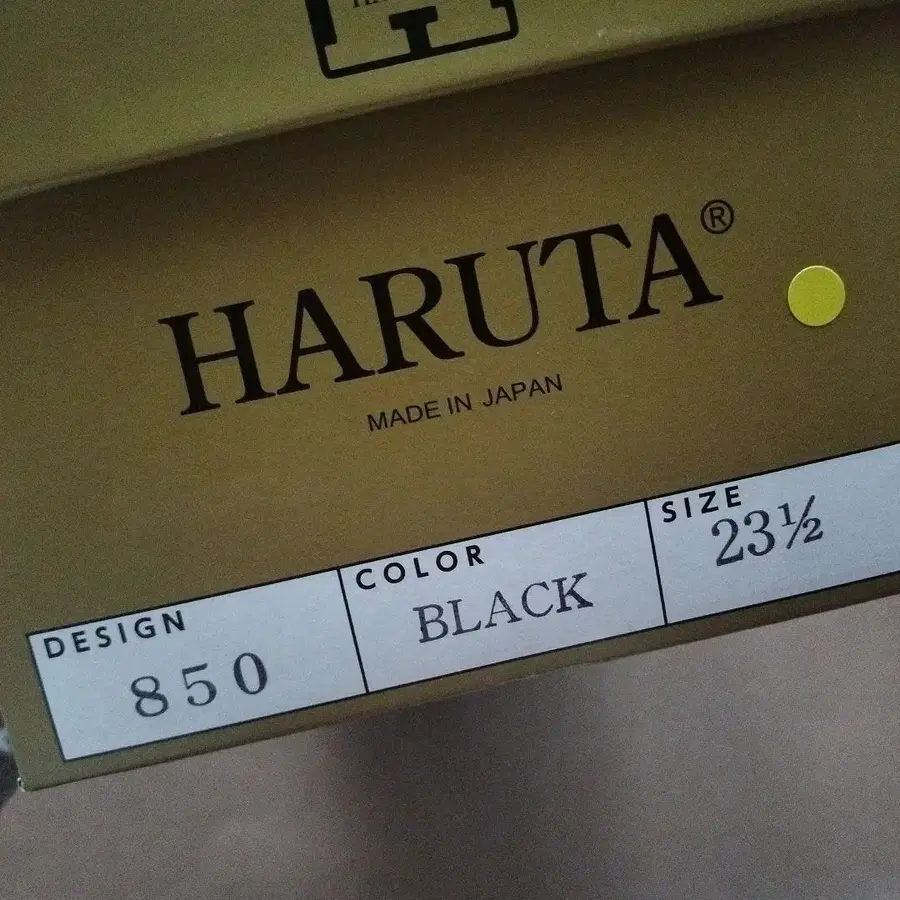 HARUTA®
MADE IN JAPAN
DESIGN
850
COLOR
BLACK
SIZE
23½